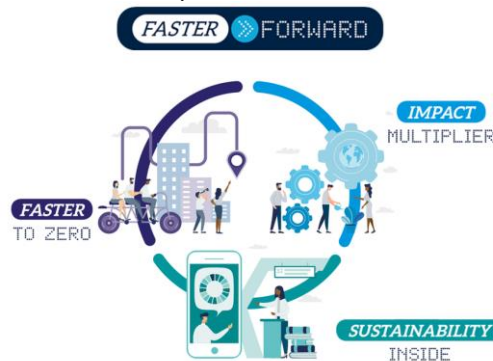 FASTER FORWARD
IMPACT
MULTIPLIER
FASTER
TO ZERO
SUSTAINABILITY
INSIDE